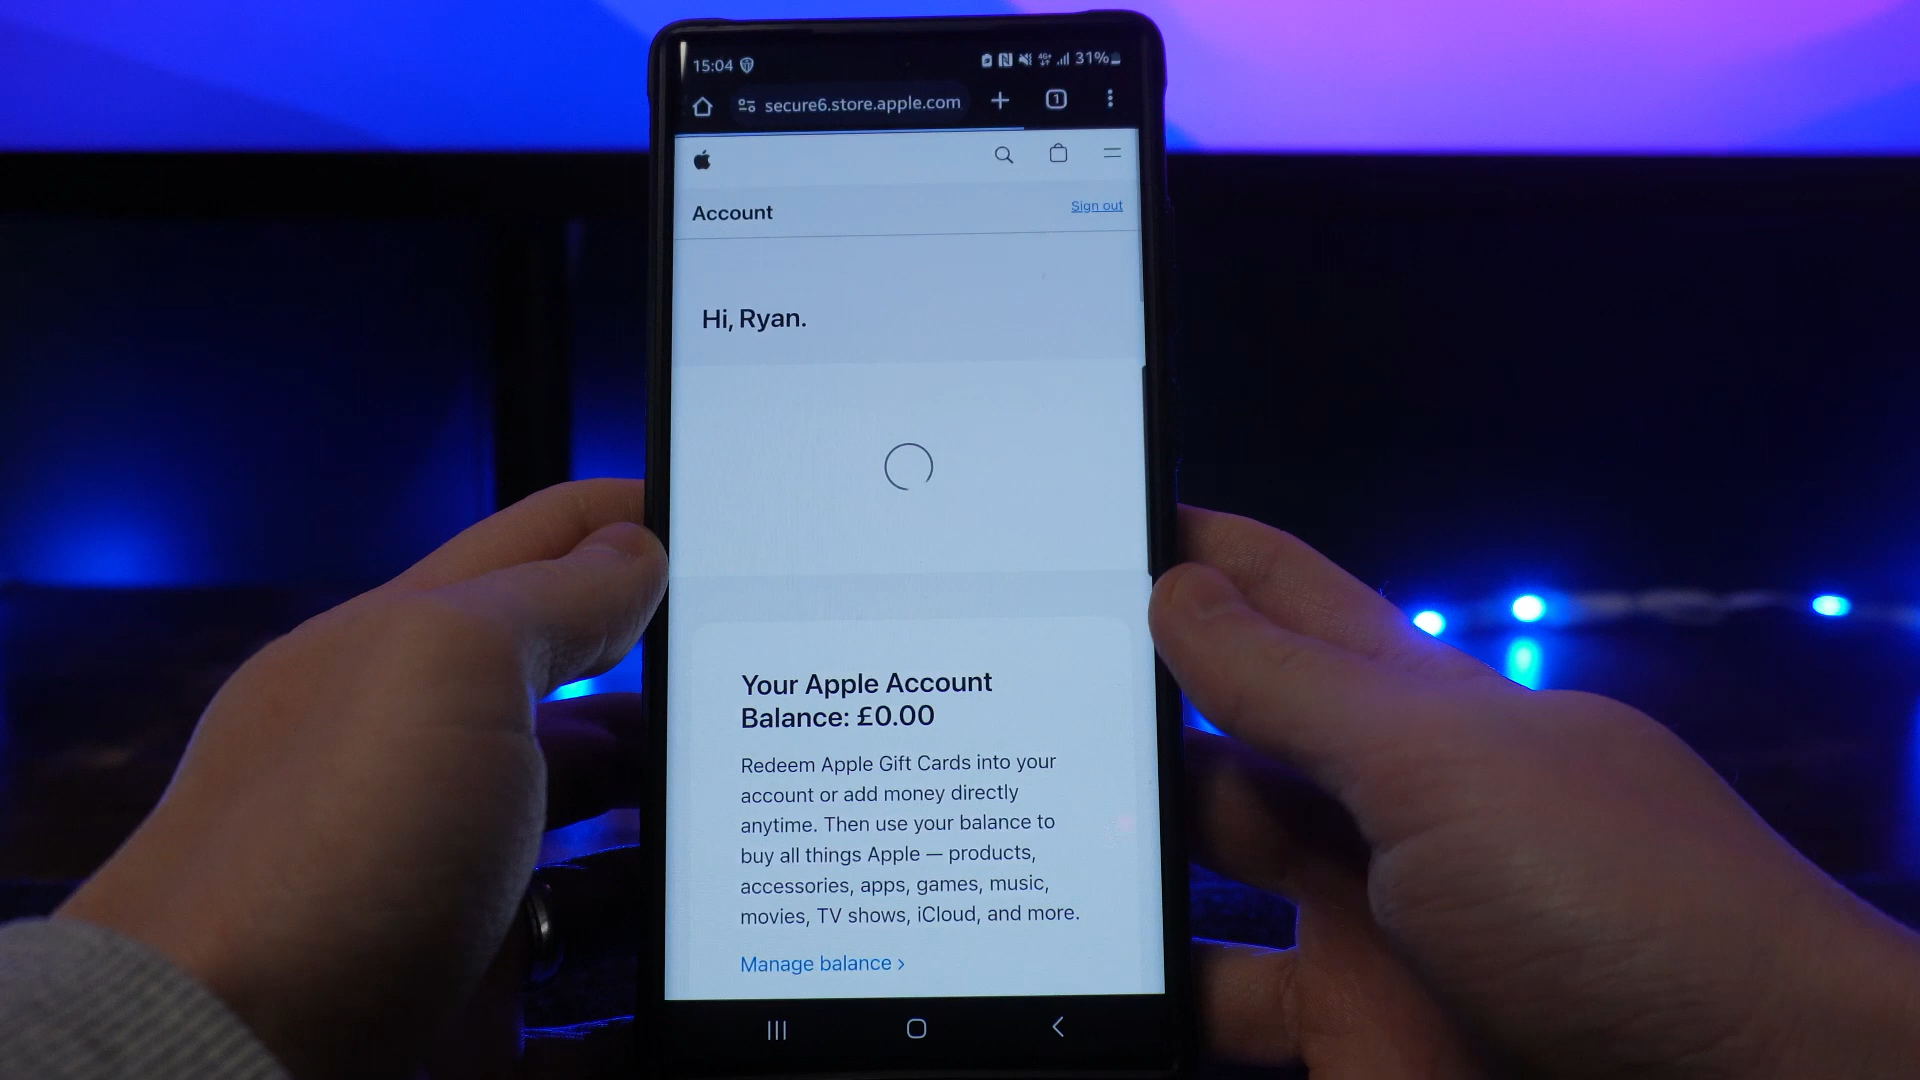 15:04
4G+ 31%
secure6.store.apple.com
1
Account
Sign out
Hi, Ryan.
Your Apple Account
Balance: £0.00
Redeem Apple Gift Cards into your
account or add money directly
anytime. Then use your balance to
buy all things Apple — products,
accessories, apps, games, music,
movies, TV shows, iCloud, and more.
Manage balance >